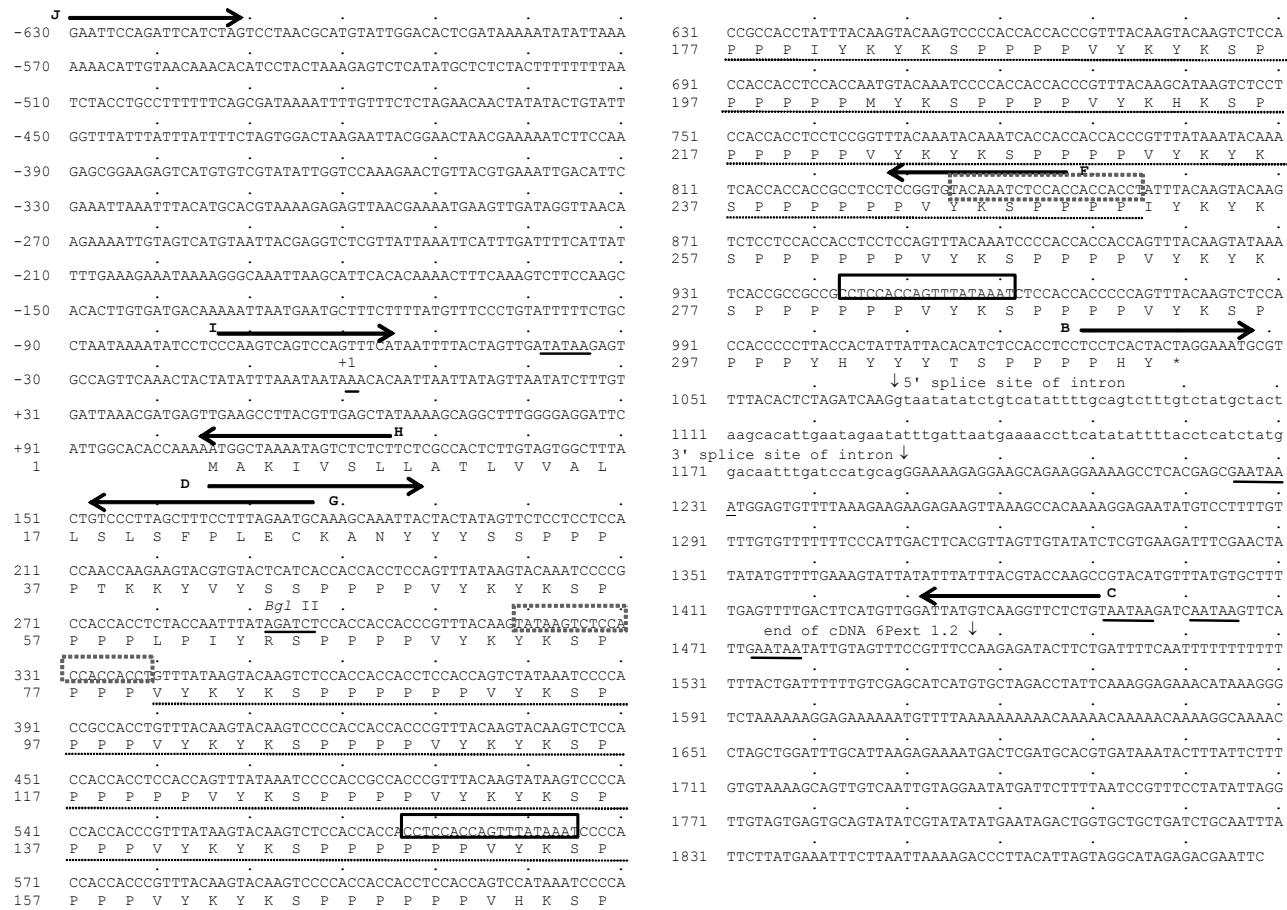 J
-630 GAATTCCAGATTCATCTAGTCCTAACGCATGTATTGGACACTCGATAAAAATATATTAAA
-570 AAAACATTGTAACAAACACATCCTACTAAAGAGTCTCATATGCTCTCTACTTTTTTTTAA
-510 TCTACCTGCCTTTTTTCAGCGATAAAATTTTGTTTCTCTAGAACAACTATATACTGTATT
-450 GGTTTATTATTTATTTTCTAGTGGACTAAGAATTACGGAACTAACGAAAAATCTTCCAA
-390 GAGCGGAAGAGTCATGTGTCGTATATTGGTCCAAAGAACTGTTACGTGAAATTGACATTC
-330 GAAATTAAATTTACATGCACGTAAAAGAGAGTTAACGAAAATGAAGTTGATAGGTTAACA
-270 AGAAAATTGTAGTCATGTAATTACGAGGTCTCGTTATTAAATTCATTTGATTTTCATTAT
-210 TTTGAAAGAAATAAAAGGGCAAATTAAGCATTCACACAAAACTTTCAAAGTCTTCCAAGC
-150 ACACTTGTGATGACAAAAATTAATGAATGCTTTCTTTTATGTTTCCCTGTATTTTTCTGC
I
-90 CTAATAAAATATCCTCCCAAGTCAGTCCAGTTTCATAATTTTACTAGTTGATATAAGAGT
+1
-30 GCCAGTTCAAACTACTATATTTAAATAATAAACACAATTAATTATAGTTAATATCTTTGT
+31 GATTAAACGATGAGTTGAAGCCTTACGTTGAGCTATAAAAGCAGGCTTTGGGGAGGATTC
H
+91 ATTGGCACACCAAAAATGGCTAAAATAGTCTCTCTTCTCGCCACTCTTGTAGTGGCTTTA
1 M A K I V S L L A T L V V A L
D
G
151 CTGTCCCTTAGCTTTCCTTTAGAATGCAAAGCAAATTACTACTATAGTTCTCCTCCTCCA
17 L S L S F P L E C K A N Y Y Y S S P P P
211 CCAACCAAGAAGTACGTGTACTCATCACCACCACCTCCAGTTTATAAGTACAAATCCCCG
37 P T K K Y V Y S S P P P P V Y K Y K S P
Bgl II
271 CCACCACCTCTACCAATTTATAGATCTCCACCACCACCCGTTTACAAGTATAAGTCTCCA
57 P P P L P I Y R S P P P P V Y K Y K S P
331 CCACCACCTGTTTATAAGTACAAGTCTCCACCACCACCTCCACCAGTCTATAAATCCCCA
77 P P P V Y K Y K S P P P P P P V Y K S P
391 CCGCCACCTGTTTACAAGTACAAGTCCCCACCACCACCCGTTTACAAGTACAAGTCTCCA
97 P P P V Y K Y K S P P P P V Y K Y K S P
451 CCACCACCTCCACCAGTTTATAAATCCCCACCGCCACCCGTTTACAAGTATAAGTCCCCA
117 P P P P P V Y K S P P P P V Y K Y K S P
541 CCACCACCCGTTTATAAGTACAAGTCTCCACCACCACCTCCACCAGTTTATAAATCCCCA
137 P P P V Y K Y K S P P P P P P V Y K S P
571 CCACCACCCGTTTACAAGTACAAGTCCCCACCACCACCTCCACCAGTCCATAAATCCCCA
157 P P P V Y K Y K S P P P P P P V H K S P
631 CCGCCACCTATTTACAAGTACAAGTCCCCACCACCACCCGTTTACAAGTACAAGTCTCCA
177 P P P I Y K Y K S P P P P V Y K Y K S P
691 CCACCACCTCCACCAATGTACAAATCCCCACCACCACCCGTTTACAAGCATAAGTCTCCT
197 P P P P P M Y K S P P P P V Y K H K S P
751 CCACCACCTCCTCCGGTTTACAAATACAAATCACCACCACCACCCGTTTATAAATACAAA
217 P P P P P V Y K Y K S P P P P V Y K Y K
F
811 TCACCACCACCGCCTCCTCCGGTGTACAAATCTCCACCACCACCTATTTACAAGTACAAG
237 S P P P P P P V Y K S P P P P I Y K Y K
871 TCTCCTCCACCACCTCCTCCAGTTTACAAATCCCCACCACCACCAGTTTACAAGTATAAA
257 S P P P P P P V Y K S P P P P V Y K Y K
931 TCACCGCCGCCGCCTCCACCAGTTTATAAATCTCCACCACCCCCAGTTTACAAGTCTCCA
277 S P P P P P P V Y K S P P P P V Y K S P
B
991 CCACCCCCTTACCACTATTATTACACATCTCCACCTCCTCCTCACTACTAGGAAATGCGT
297 P P P Y H Y Y Y T S P P P P H Y *
↓5' splice site of intron
1051 TTTACACTCTAGATCAAGgtaatatatctgtcatattttgcagtctttgtctatgctact
1111 aagcacattgaatagaatatttgattaatgaaaaccttcatatattttacctcatctatg
3' splice site of intron↓
1171 gacaatttgatccatgcagGGAAAAGAGGAAGCAGAAGGAAAAGCCTCACGAGCGAATAA
1231 ATGGAGTGTTTTAAAGAAGAAGAGAAGTTAAAGCCACAAAAGGAGAATATGTCCTTTTGT
1291 TTTGTGTTTTTTTCCCATTGACTTCACGTTAGTTGTATATCTCGTGAAGATTTCGAACTA
1351 TATATGTTTTGAAAGTATTATATTTATTTACGTACCAAGCCGTACATGTTTATGTGCTTT
C
1411 TGAGTTTTGACTTCATGTTGGATTATGTCAAGGTTCTCTGTAATAAGATCAATAAGTTCA
end of cDNA 6Pext 1.2 ↓
1471 TTGAATAATATTGTAGTTTCCGTTTCCAAGAGATACTTCTGATTTTCAATTTTTTTTTTT
1531 TTTACTGATTTTTTGTCGAGCATCATGTGCTAGACCTATTCAAAGGAGAAACATAAAGGG
1591 TCTAAAAAAGGAGAAAAAATGTTTTAAAAAAAAAACAAAAACAAAAACAAAAGGCAAAAC
1651 CTAGCTGGATTTGCATTAAGAGAAAATGACTCGATGCACGTGATAAATACTTTATTCTTT
1711 GTGTAAAAGCAGTTGTCAATTGTAGGAATATGATTCTTTTAATCCGTTTCCTATATTAGG
1771 TTGTAGTGAGTGCAGTATATCGTATATATGAATAGACTGGTGCTGCTGATCTGCAATTTA
1831 TTCTTATGAAATTTCTTAATTAAAAGACCCTTACATTAGTAGGCATAGAGACGAATTC